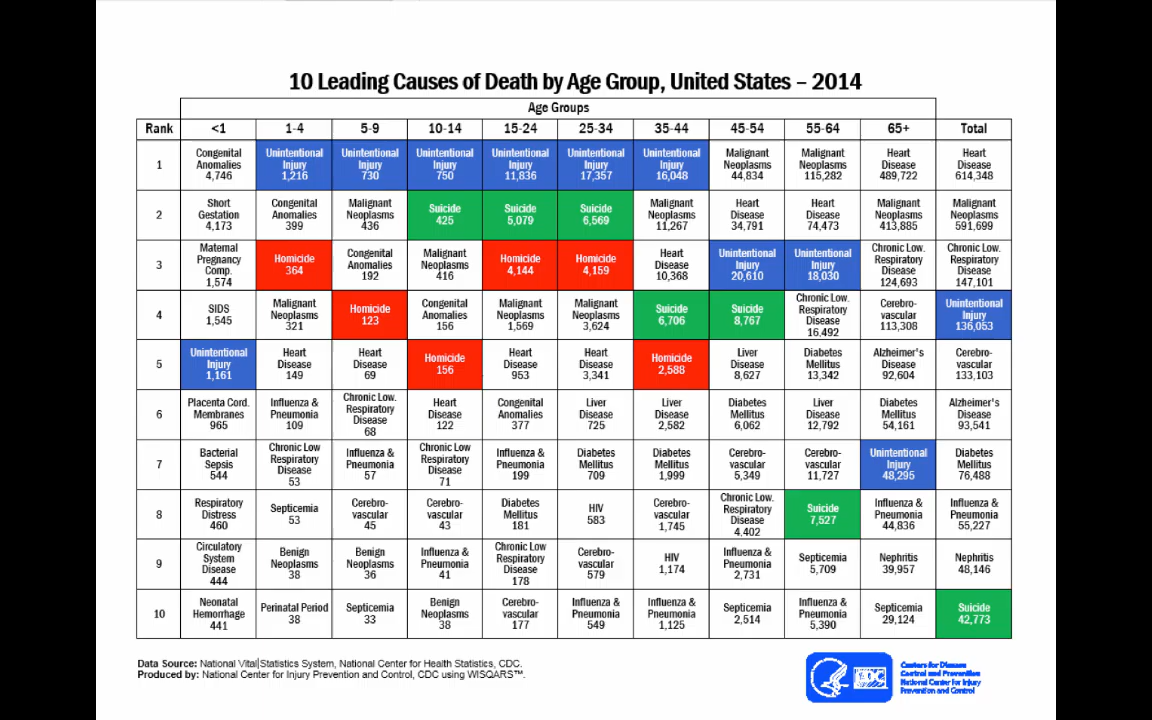 10 Leading Causes of Death by Age Group, United States – 2014
Age Groups
Rank <1 1-4 5-9 10-14 15-24 25-34 35-44 45-54 55-64 65+ Total
1 Congenital Anomalies 4,746 Unintentional Injury 1,216 Unintentional Injury 730 Unintentional Injury 750 Unintentional Injury 11,836 Unintentional Injury 17,357 Unintentional Injury 16,048 Malignant Neoplasms 44,834 Malignant Neoplasms 115,282 Heart Disease 489,722 Heart Disease 614,348
2 Short Gestation 4,173 Congenital Anomalies 399 Malignant Neoplasms 436 Suicide 425 Suicide 5,079 Suicide 6,569 Malignant Neoplasms 11,267 Heart Disease 34,791 Heart Disease 74,473 Malignant Neoplasms 413,885 Malignant Neoplasms 591,699
3 Maternal Pregnancy Comp. 1,574 Homicide 364 Congenital Anomalies 192 Malignant Neoplasms 416 Homicide 4,144 Homicide 4,159 Heart Disease 10,368 Unintentional Injury 20,610 Unintentional Injury 18,030 Chronic Low. Respiratory Disease 124,693 Chronic Low. Respiratory Disease 147,101
4 SIDS 1,545 Malignant Neoplasms 321 Homicide 123 Congenital Anomalies 156 Malignant Neoplasms 1,569 Malignant Neoplasms 3,624 Suicide 6,706 Suicide 8,767 Chronic Low. Respiratory Disease 16,492 Cerebro- vascular 113,308 Unintentional Injury 136,053
5 Unintentional Injury 1,161 Heart Disease 149 Heart Disease 69 Homicide 156 Heart Disease 953 Heart Disease 3,341 Homicide 2,588 Liver Disease 8,627 Diabetes Mellitus 13,342 Alzheimer's Disease 92,604 Cerebro- vascular 133,103
6 Placenta Cord. Membranes 965 Influenza & Pneumonia 109 Chronic Low. Respiratory Disease 68 Heart Disease 122 Congenital Anomalies 377 Liver Disease 725 Liver Disease 2,582 Diabetes Mellitus 6,062 Liver Disease 12,792 Diabetes Mellitus 54,161 Alzheimer's Disease 93,541
7 Bacterial Sepsis 544 Chronic Low Respiratory Disease 53 Influenza & Pneumonia 57 Chronic Low Respiratory Disease 71 Influenza & Pneumonia 199 Diabetes Mellitus 709 Diabetes Mellitus 1,999 Cerebro- vascular 5,349 Cerebro- vascular 11,727 Unintentional Injury 48,295 Diabetes Mellitus 76,488
8 Respiratory Distress 460 Septicemia 53 Cerebro- vascular 45 Cerebro- vascular 43 Diabetes Mellitus 181 HIV 583 Cerebro- vascular 1,745 Chronic Low. Respiratory Disease 4,402 Suicide 7,527 Influenza & Pneumonia 44,836 Influenza & Pneumonia 55,227
9 Circulatory System Disease 444 Benign Neoplasms 38 Benign Neoplasms 36 Influenza & Pneumonia 41 Chronic Low Respiratory Disease 178 Cerebro- vascular 579 HIV 1,174 Influenza & Pneumonia 2,731 Septicemia 5,709 Nephritis 39,957 Nephritis 48,146
10 Neonatal Hemorrhage 441 Perinatal Period 38 Septicemia 33 Benign Neoplasms 38 Cerebro- vascular 177 Influenza & Pneumonia 549 Influenza & Pneumonia 1,125 Septicemia 2,514 Influenza & Pneumonia 5,390 Septicemia 29,124 Suicide 42,773
Data Source: National Vital Statistics System, National Center for Health Statistics, CDC.
Produced by: National Center for Injury Prevention and Control, CDC using WISQARS™.
CDC
Centers for Disease
Control and Prevention
National Center for Injury
Prevention and Control